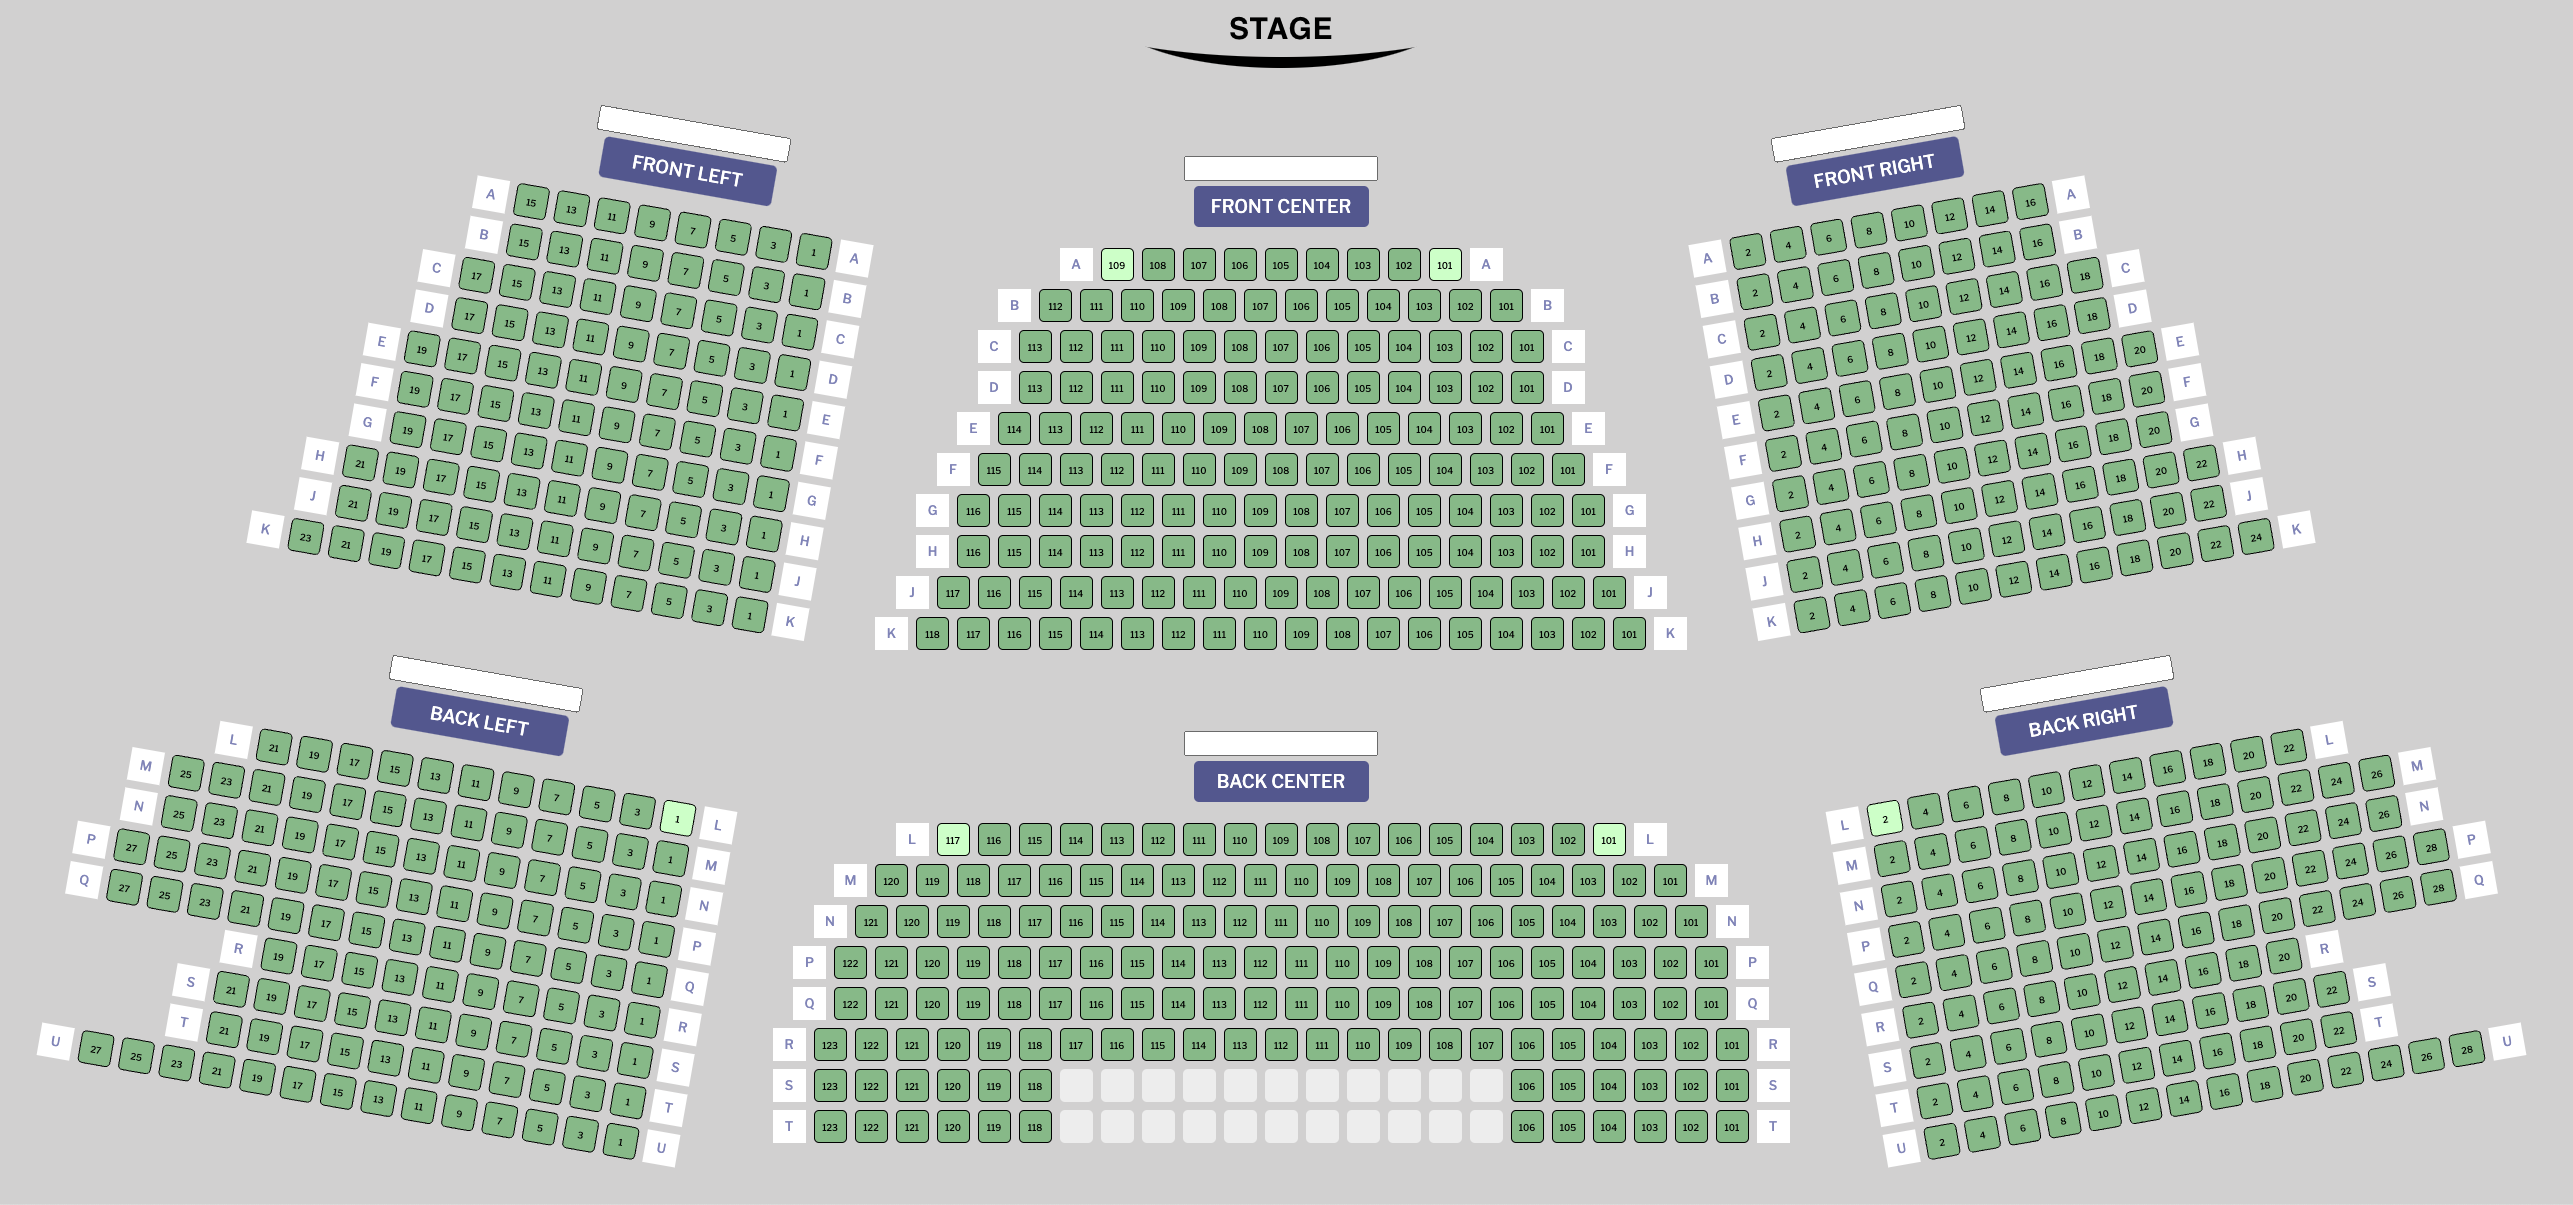 STAGE
FRONT LEFT
A 15 13 11 9 7 5 3 1 A
B 15 13 11 9 7 5 3 1 B
C 17 15 13 11 9 7 5 3 1 C
D 17 15 13 11 9 7 5 3 1 D
E 19 17 15 13 11 9 7 5 3 1 E
F 19 17 15 13 11 9 7 5 3 1 F
G 19 17 15 13 11 9 7 5 3 1 G
H 21 19 17 15 13 11 9 7 5 3 1 H
J 21 19 17 15 13 11 9 7 5 3 1 J
K 23 21 19 17 15 13 11 9 7 5 3 1 K
FRONT CENTER
A 109 108 107 106 105 104 103 102 101 A
B 112 111 110 109 108 107 106 105 104 103 102 101 B
C 113 112 111 110 109 108 107 106 105 104 103 102 101 C
D 113 112 111 110 109 108 107 106 105 104 103 102 101 D
E 114 113 112 111 110 109 108 107 106 105 104 103 102 101 E
F 115 114 113 112 111 110 109 108 107 106 105 104 103 102 101 F
G 116 115 114 113 112 111 110 109 108 107 106 105 104 103 102 101 G
H 116 115 114 113 112 111 110 109 108 107 106 105 104 103 102 101 H
J 117 116 115 114 113 112 111 110 109 108 107 106 105 104 103 102 101 J
K 118 117 116 115 114 113 112 111 110 109 108 107 106 105 104 103 102 101 K
FRONT RIGHT
A 2 4 6 8 10 12 14 16 A
B 2 4 6 8 10 12 14 16 B
C 2 4 6 8 10 12 14 16 18 C
D 2 4 6 8 10 12 14 16 18 D
E 2 4 6 8 10 12 14 16 18 20 E
F 2 4 6 8 10 12 14 16 18 20 F
G 2 4 6 8 10 12 14 16 18 20 G
H 2 4 6 8 10 12 14 16 18 20 22 H
J 2 4 6 8 10 12 14 16 18 20 22 J
K 2 4 6 8 10 12 14 16 18 20 22 24 K
BACK LEFT
L 21 19 17 15 13 11 9 7 5 3 1 L
M 25 23 21 19 17 15 13 11 9 7 5 3 1 M
N 25 23 21 19 17 15 13 11 9 7 5 3 1 N
P 27 25 23 21 19 17 15 13 11 9 7 5 3 1 P
Q 27 25 23 21 19 17 15 13 11 9 7 5 3 1 Q
R 19 17 15 13 11 9 7 5 3 1 R
S 21 19 17 15 13 11 9 7 5 3 1 S
T 21 19 17 15 13 11 9 7 5 3 1 T
U 27 25 23 21 19 17 15 13 11 9 7 5 3 1 U
BACK CENTER
L 117 116 115 114 113 112 111 110 109 108 107 106 105 104 103 102 101 L
M 120 119 118 117 116 115 114 113 112 111 110 109 108 107 106 105 104 103 102 101 M
N 121 120 119 118 117 116 115 114 113 112 111 110 109 108 107 106 105 104 103 102 101 N
P 122 121 120 119 118 117 116 115 114 113 112 111 110 109 108 107 106 105 104 103 102 101 P
Q 122 121 120 119 118 117 116 115 114 113 112 111 110 109 108 107 106 105 104 103 102 101 Q
R 123 122 121 120 119 118 117 116 115 114 113 112 111 110 109 108 107 106 105 104 103 102 101 R
S 123 122 121 120 119 118 106 105 104 103 102 101 S
T 123 122 121 120 119 118 106 105 104 103 102 101 T
BACK RIGHT
L 2 4 6 8 10 12 14 16 18 20 22 L
M 2 4 6 8 10 12 14 16 18 20 22 24 26 M
N 2 4 6 8 10 12 14 16 18 20 22 24 26 N
P 2 4 6 8 10 12 14 16 18 20 22 24 26 28 P
Q 2 4 6 8 10 12 14 16 18 20 22 24 26 28 Q
R 2 4 6 8 10 12 14 16 18 20 R
S 2 4 6 8 10 12 14 16 18 20 22 S
T 2 4 6 8 10 12 14 16 18 20 22 T
U 2 4 6 8 10 12 14 16 18 20 22 24 26 28 U